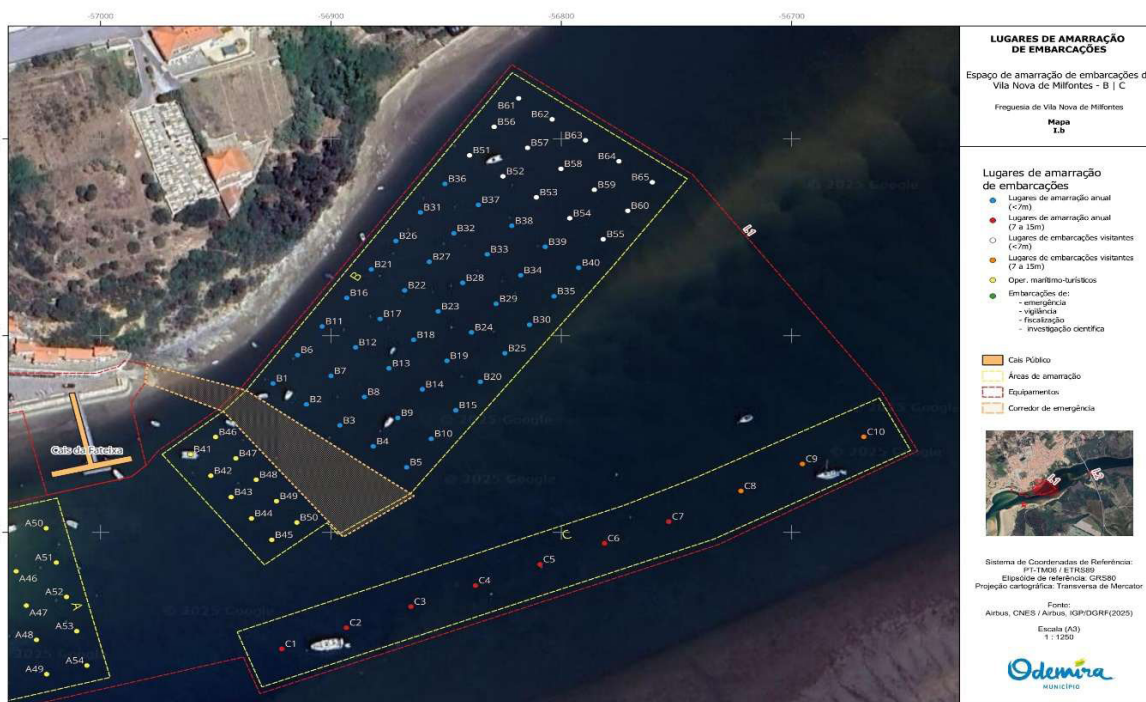 -57000
-56900
-56800
-56700
LUGARES DE AMARRAÇÃO
DE EMBARCAÇÕES
Espaço de amarração de embarcações d
Vila Nova de Milfontes - B | C
Freguesia de Vila Nova de Milfontes
Mapa
I.b
Lugares de amarração
de embarcações
Lugares de amarração anual
(<7m)
Lugares de amarração anual
(7 a 15m)
Lugares de embarcações visitantes
(<7m)
Lugares de embarcações visitantes
(7 a 15m)
Oper. marítimo-turísticos
Embarcações de:
- emergência
- vigilância
- fiscalização
- investigação científica
Cais Público
Áreas de amarração
Equipamentos
Corredor de emergência
L1
L2
Sistema de Coordenadas de Referência:
PT-TM06 / ETRS89
Elipsóide de referência: GRS80
Projeção cartográfica: Transversa de Mercator
Fonte:
Airbus, CNES / Airbus, IGP/DGRF(2025)
Escala (A3)
1 : 1250
Odemira
MUNICÍPIO
B61
B62
B56
B63
B57
B51
B64
B58
B52
B65
B36
B59
B53
B37
B60
B31
B54
B38
B32
B55
B26
B39
B33
B27
B40
B21
B34
B28
B22
B35
B16
B29
B23
B17
B30
B11
B24
B18
B12
B25
B6
B19
B13
B7
B20
B1
B14
B8
B2
B15
B9
B3
B10
B4
B5
B
L1
B46
B41
B47
B42
B48
B43
B49
B44
B50
B45
Cais da Fateixa
A50
A51
A46
A52
A47
A
A53
A48
A54
A49
C10
C9
C8
C7
C6
C
C5
C4
C3
C2
C1
© 2025 Google
© 2025 Google
© 2025 Google
© 2025 Google